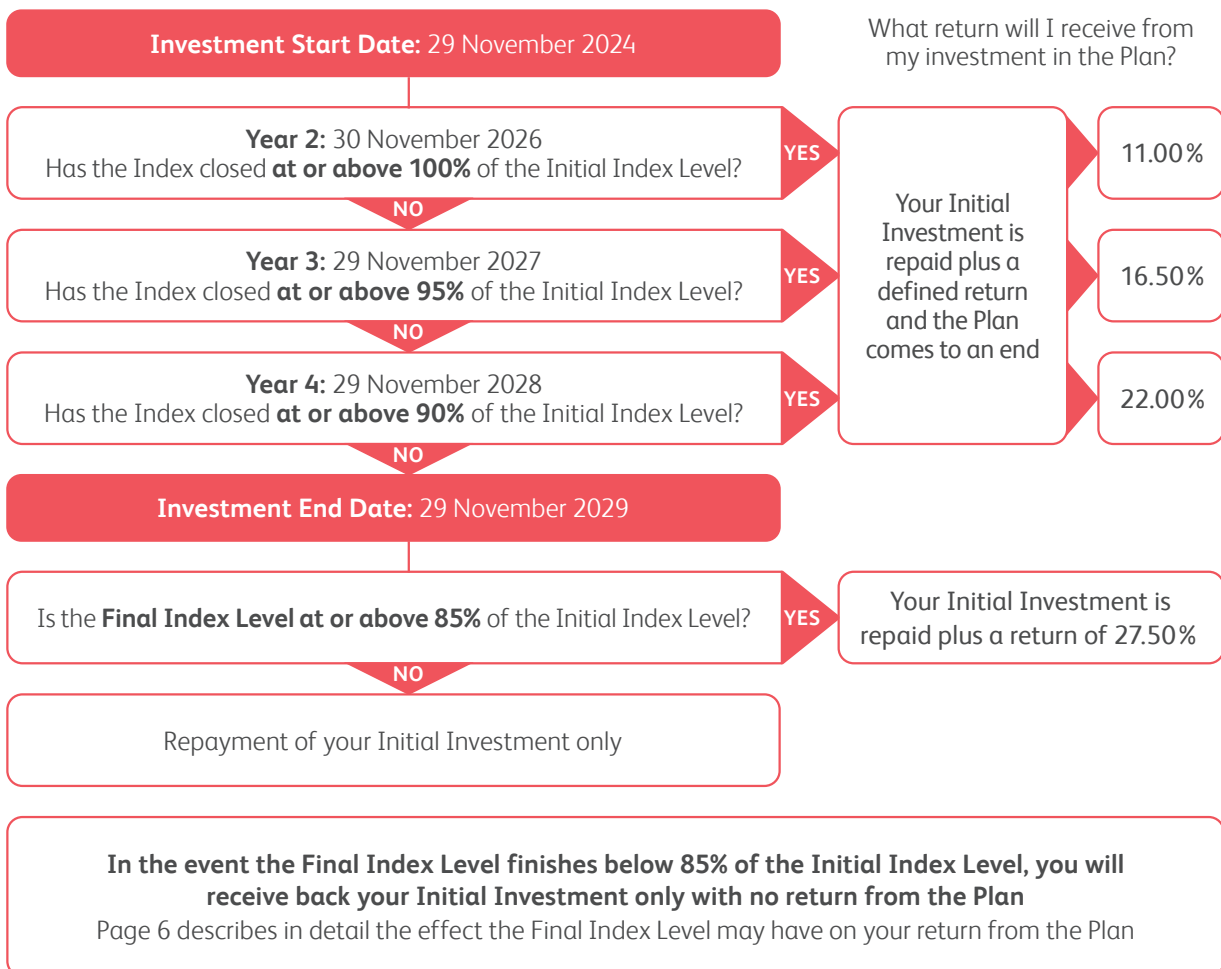 Investment Start Date: 29 November 2024
What return will I receive from
my investment in the Plan?
Year 2: 30 November 2026
Has the Index closed at or above 100% of the Initial Index Level?
YES
NO
Year 3: 29 November 2027
Has the Index closed at or above 95% of the Initial Index Level?
YES
NO
Year 4: 29 November 2028
Has the Index closed at or above 90% of the Initial Index Level?
YES
NO
Your Initial
Investment is
repaid plus a
defined return
and the Plan
comes to an end
11.00%
16.50%
22.00%
Investment End Date: 29 November 2029
Is the Final Index Level at or above 85% of the Initial Index Level?
YES
Your Initial Investment is
repaid plus a return of 27.50%
NO
Repayment of your Initial Investment only
In the event the Final Index Level finishes below 85% of the Initial Index Level, you will
receive back your Initial Investment only with no return from the Plan
Page 6 describes in detail the effect the Final Index Level may have on your return from the Plan